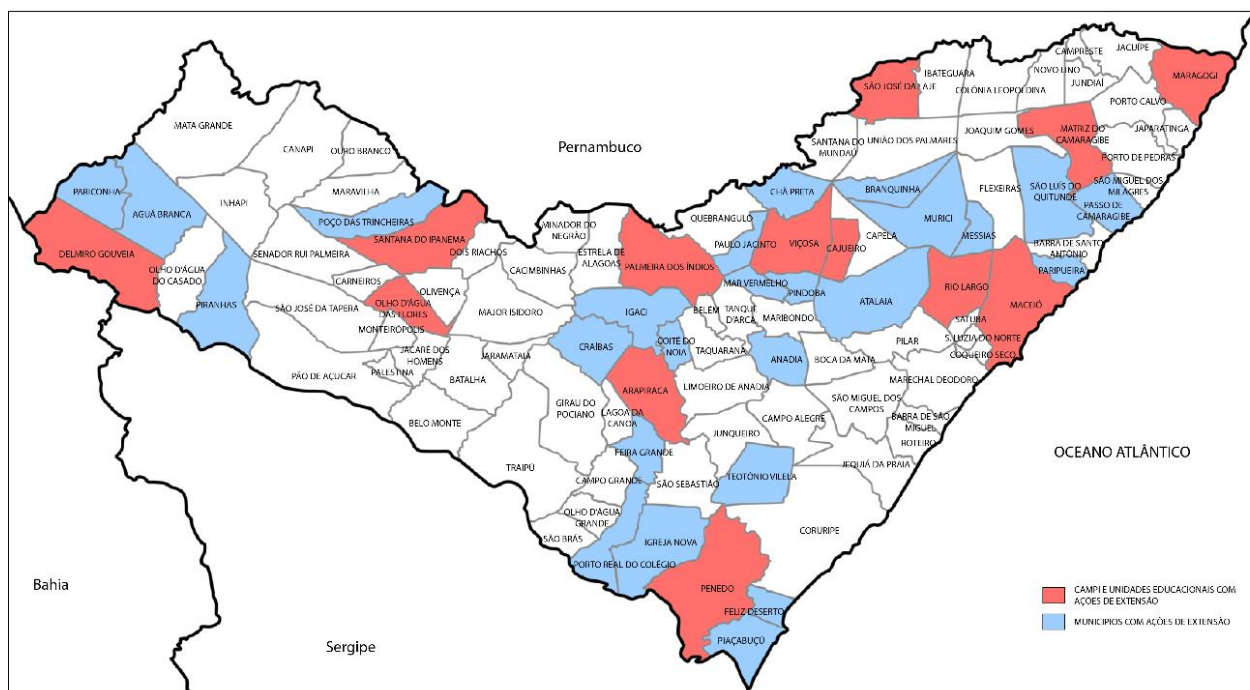 CAMPRESTE
JACUÍPE
IBATEGUARA
NOVO LINO
MARAGOGI
SÃO JOSÉ DA LAJE
COLÔNIA LEOPOLDINA
JUNDIAÍ
PORTO CALVO
MATA GRANDE
CANAPI
OURO BRANCO
Pernambuco
SANTANA DO
MUNDAÚ
UNIÃO DOS PALMARES
JOAQUIM GOMES
MATRIZ DO
CAMARAGIBE
JAPARATINGA
PORTO DE PEDRAS
PARICONHA
AGUÁ BRANCA
INHAPI
MARAVILHA
POÇO DAS TRINCHEIRAS
CHÃ PRETA
BRANQUINHA
FLEXEIRAS
SÃO LUÍS DO
QUITUNDE
SÃO MIGUEL DOS
MILAGRES
PASSO DE
CAMARAGIBE
MINADOR DO
NEGRÃO
QUEBRANGULO
MURICI
DELMIRO GOUVEIA
SENADOR RUI PALMEIRA
SANTANA DO IPANEMA
DOIS RIACHOS
ESTRELA DE
ALAGOAS
PAULO JACINTO
VIÇOSA
CAJUEIRO
CAPELA
MESSIAS
BARRA DE SANTO
ANTÔNIO
OLHO D'ÁGUA
DO CASADO
CARNEIROS
CACIMBINHAS
PALMEIRA DOS ÍNDIOS
PARIPUEIRA
PIRANHAS
SÃO JOSÉ DA TAPERA
OLHO D'ÁGUA
DAS FLORES
OLIVENÇA
MAR VERMELHO
PINDOBA
ATALAIA
RIO LARGO
MACEIÓ
MONTEIRÓPOLIS
MAJOR ISIDORO
IGACI
BELÉM
TANQUE
D'ARCA
MARIBONDO
SATUBA
S. LUZIA DO NORTE
COQUEIRO SECO
PILAR
JACARÉ DOS
HOMENS
JARAMATAIA
CRAÍBAS
COITÉ DO
NOIA
TAQUARANA
ANADIA
BOCA DA MATA
PÃO DE AÇUCAR
PALESTINA
BATALHA
ARAPIRACA
LIMOEIRO DE ANADIA
MARECHAL DEODORO
BELO MONTE
GIRAU DO
POCIANO
LAGOA DA
CANOA
CAMPO ALEGRE
SÃO MIGUEL DOS
CAMPOS
BARRA DE SÃO
MIGUEL
ROTEIRO
JUNQUEIRO
FEIRA GRANDE
OCEANO ATLÂNTICO
TRAIPÚ
CAMPO GRANDE
SÃO SEBASTIÃO
TEOTÔNIO VILELA
JEQUIÁ DA PRAIA
OLHO D'ÁGUA
GRANDE
SÃO BRÁS
IGREJA NOVA
CORURIPE
PORTO REAL DO COLÉGIO
Bahia
PENEDO
FELIZ DESERTO
PIAÇABUÇÚ
Sergipe
CAMPI E UNIDADES EDUCACIONAIS COM
AÇÕES DE EXTENSÃO
MUNICIPIOS COM AÇÕES DE EXTENSÃO